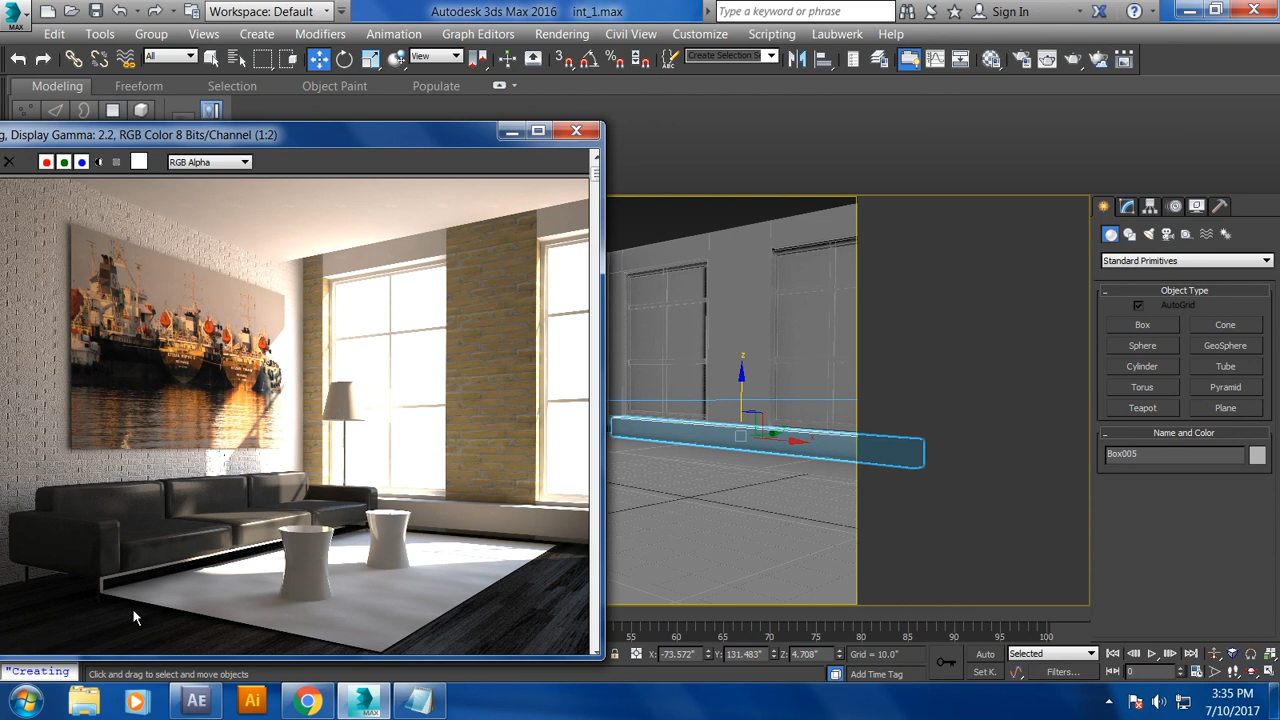 Workspace: Default
Autodesk 3ds Max 2016 int_1.max
Type a keyword or phrase
Sign In
MAX
Edit Tools Group Views Create Modifiers Animation Graph Editors Rendering Civil View Customize Scripting Laubwerk Help
All
View
Create Selection S
Modeling Freeform Selection Object Paint Populate
g, Display Gamma: 2.2, RGB Color 8 Bits/Channel (1:2)
RGB Alpha
z
x
Standard Primitives
Object Type
AutoGrid
Box Cone
Sphere GeoSphere
Cylinder Tube
Torus Pyramid
Teapot Plane
Name and Color
Box005
55 60 65 70 75 80 85 90 95 100
X: -73.572" Y: 131.483" Z: 4.708" Grid = 10.0"
Auto Selected
"Creating Click and drag to select and move objects
Add Time Tag Set K. Filters...
0
AE Ai MAX
3:35 PM
7/10/2017